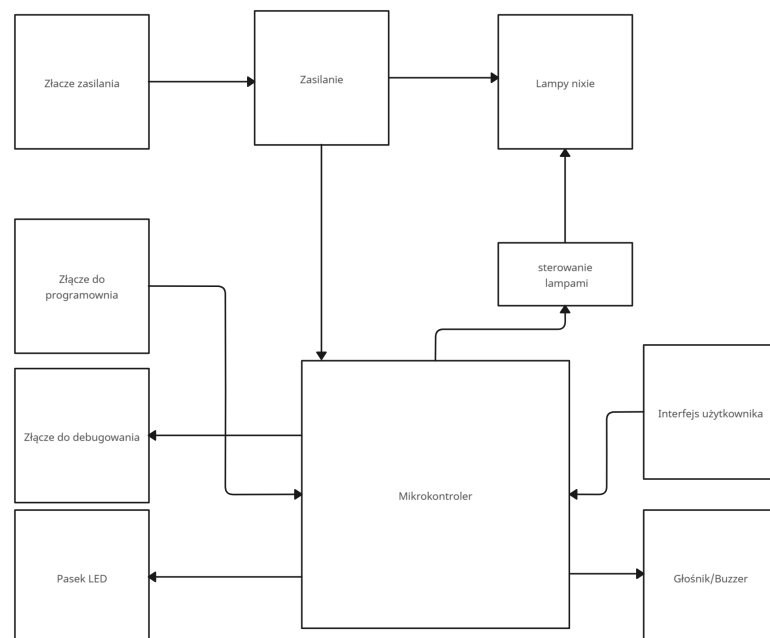 Złacze zasilania
Zasilanie
Lampy nixie
Złącze do
programownia
sterowanie
lampami
Złącze do debugowania
Mikrokontroler
Interfejs użytkownika
Pasek LED
Głośnik/Buzzer